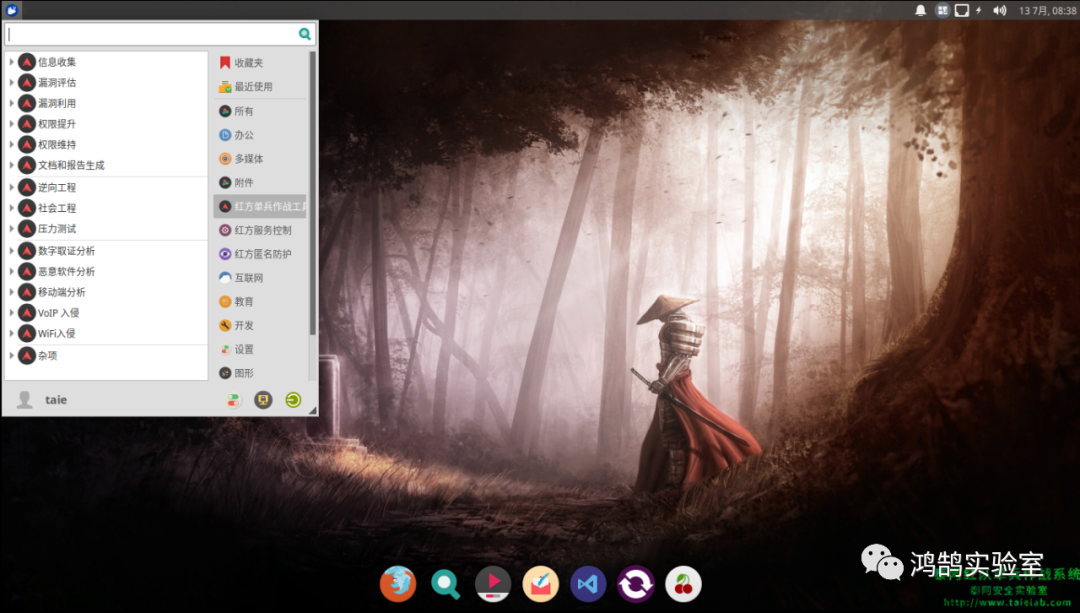 13 7月, 08:38
信息收集
漏洞评估
漏洞利用
权限提升
权限维持
文档和报告生成
逆向工程
社会工程
压力测试
数字取证分析
恶意软件分析
移动端分析
VoIP 入侵
WiFi入侵
杂项
收藏夹
最近使用
所有
办公
多媒体
附件
红方单兵作战工具
红方服务控制
红方匿名防护
互联网
教育
开发
设置
图形
taie
鸿鹄实验室
泰阿安全实验室
http://www.taielab.com